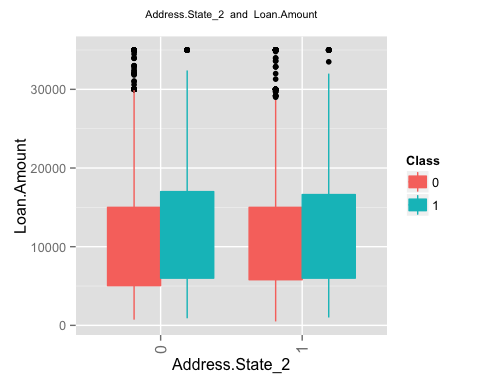 Address.State_2 and Loan.Amount
30000
20000
10000
0
Loan.Amount
0
1
Address.State_2
Class
0
1